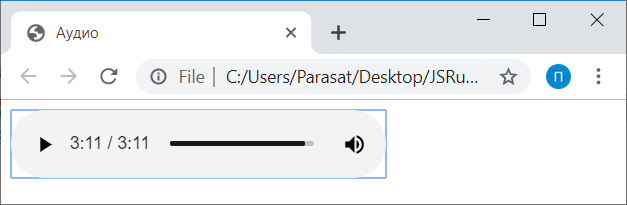 Аудио
File | C:/Users/Parasat/Desktop/JSRu...
П
3:11 / 3:11